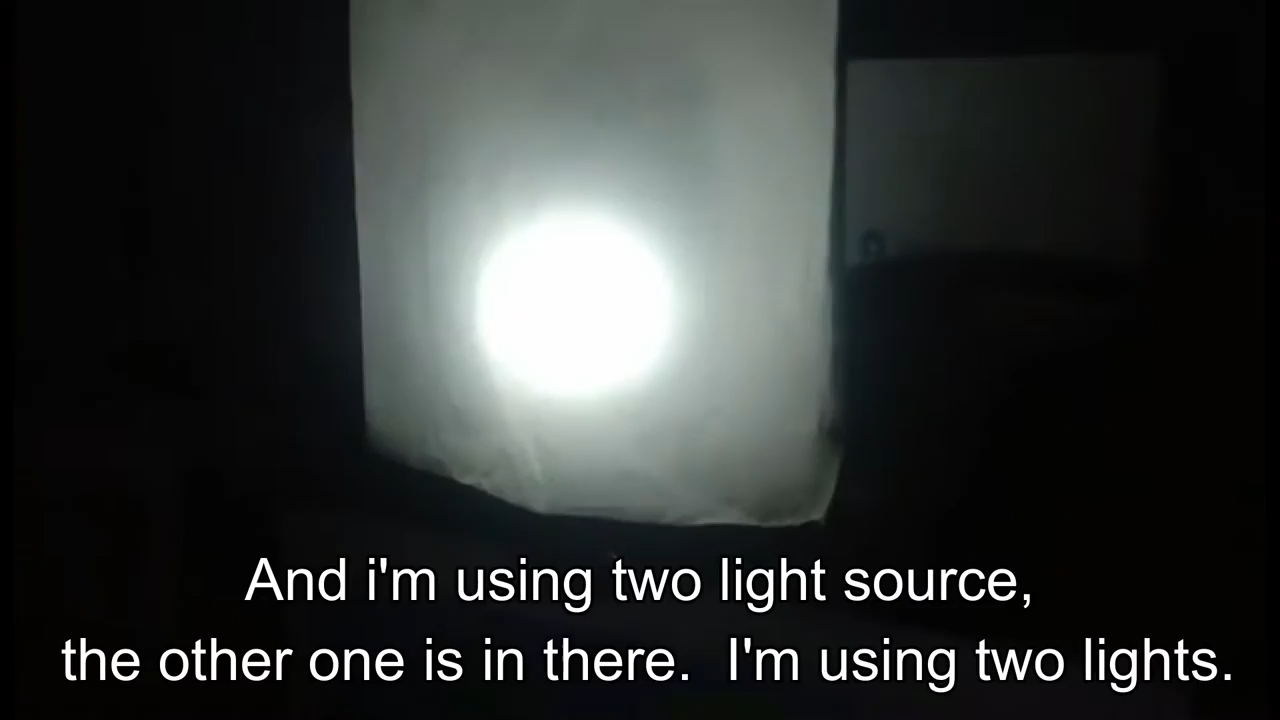 And i'm using two light source,
the other one is in there.  I'm using two lights.